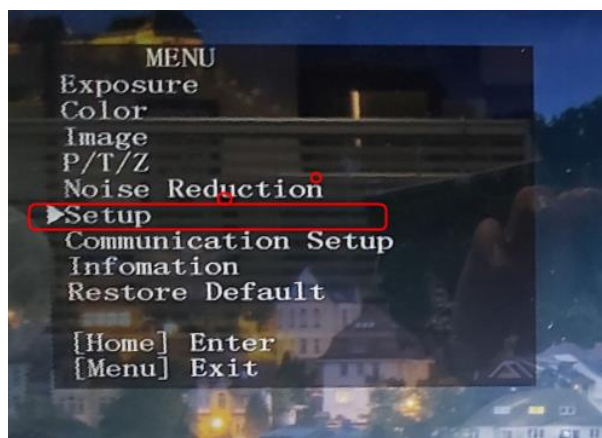 MENU
Exposure
Color
Image
P/T/Z
Noise Reduction
▶Setup
Communication Setup
Infomation
Restore Default
[Home] Enter
[Menu] Exit